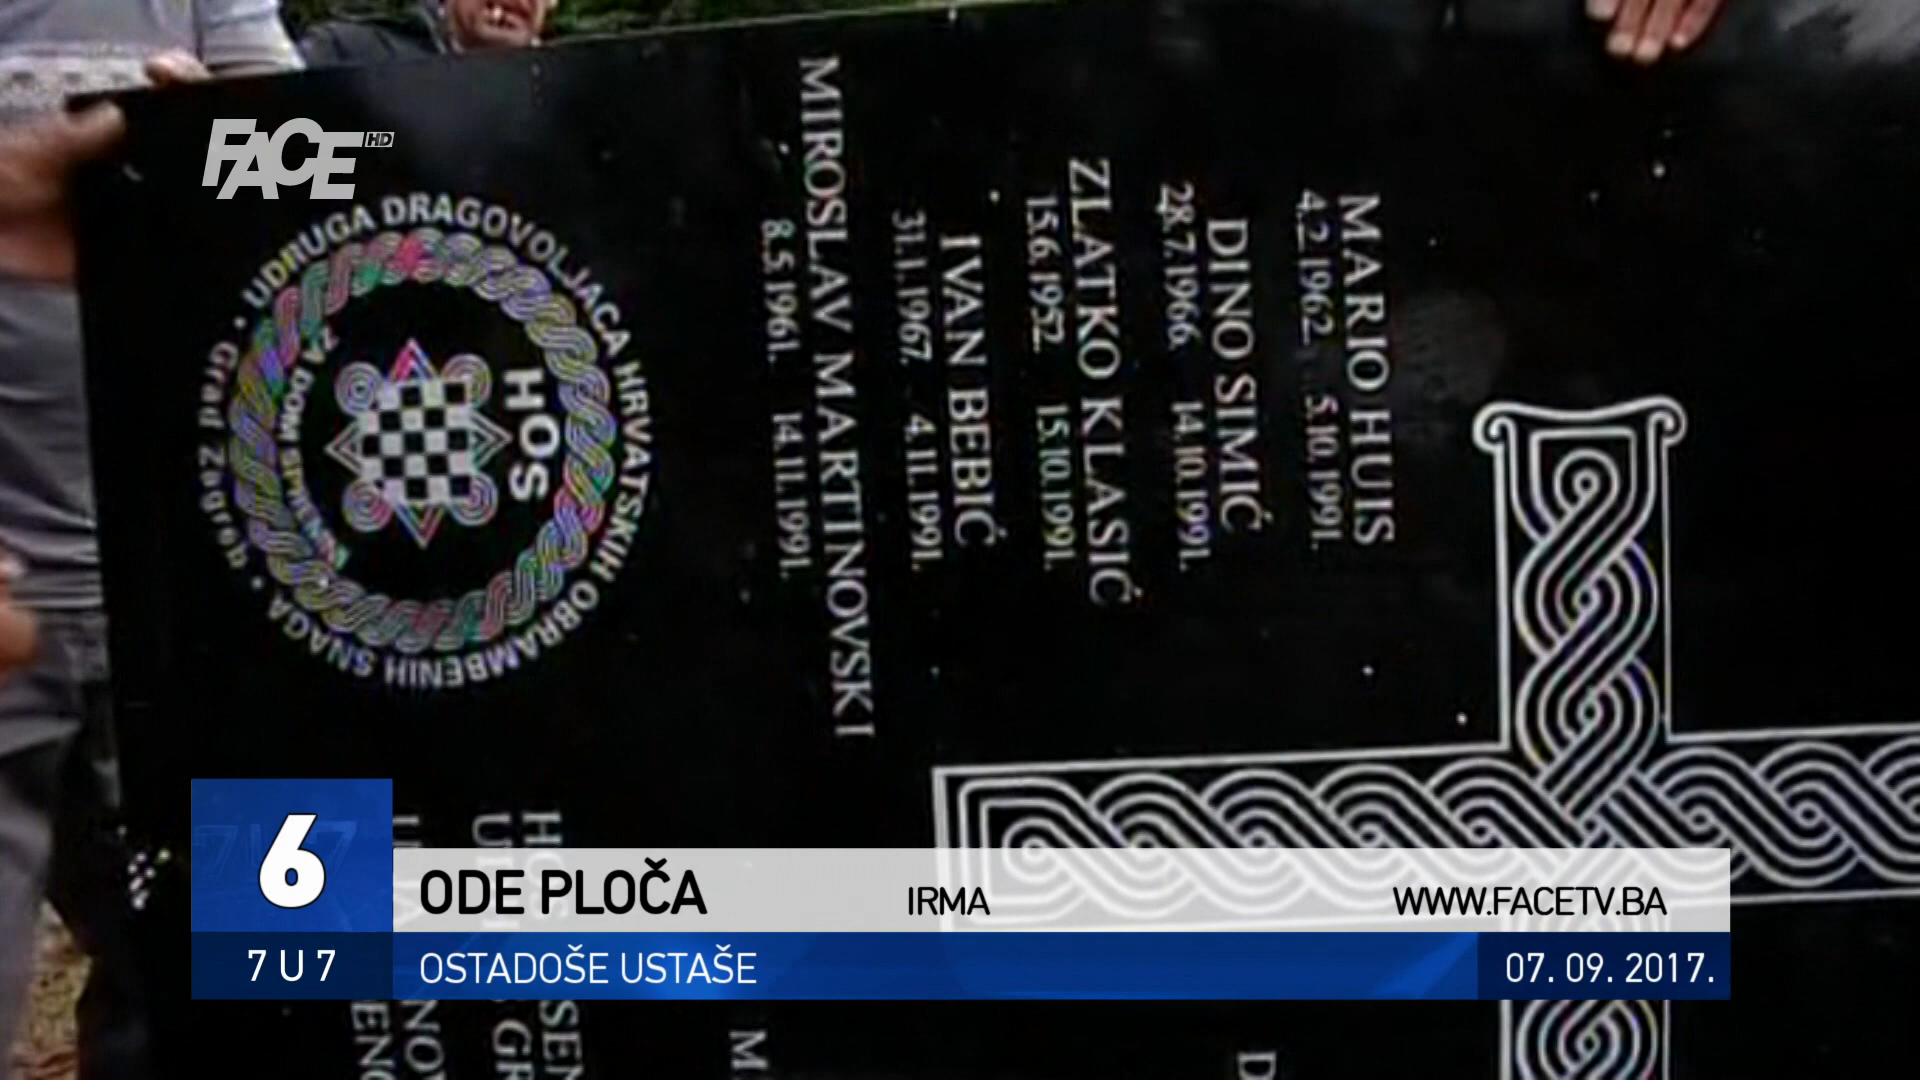 FACE HD
UDRUGA DRAGOVOLJACA HRVATSKIH OBRAMBENIH SNAGA
• Grad Zagreb •
HOS
ZA DOM SPREMNI
MARIO HUIS
4.2.1962. 5.10.1991.
DINO SIMIĆ
28.7.1966. 14.10.1991.
ZLATKO KLASIĆ
15.6.1952. 15.10.1991.
IVAN BEBIĆ
31.1.1967. 4.11.1991.
MIROSLAV MARTINOVSKI
8.5.1961. 14.11.1991.
6
ODE PLOČA
IRMA
WWW.FACETV.BA
7 U 7
OSTADOŠE USTAŠE
07. 09. 2017.